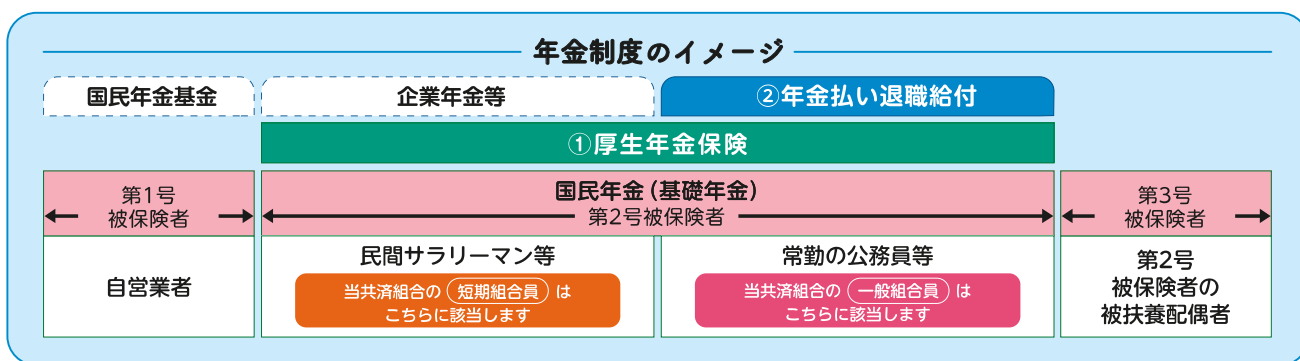 年金制度のイメージ
国民年金基金
企業年金等
②年金払い退職給付
①厚生年金保険
第1号
被保険者
国民年金(基礎年金)
第2号被保険者
第3号
被保険者
自営業者
民間サラリーマン等
当共済組合の 短期組合員 は
こちらに該当します
常勤の公務員等
当共済組合の 一般組合員 は
こちらに該当します
第2号
被保険者の
被扶養配偶者